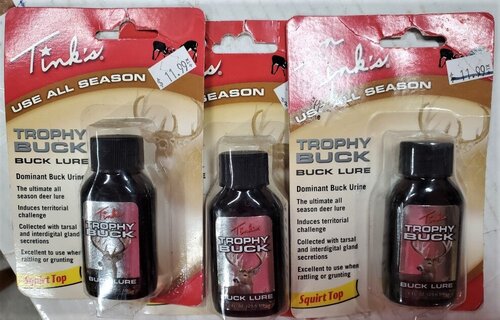 Tink's
$ 11.99
USE ALL SEASON
TROPHY
BUCK
BUCK LURE
Dominant Buck Urine
The ultimate all
season deer lure
Induces territorial
challenge
Collected with tarsal
and interdigital gland
secretions
Excellent to use when
rattling or grunting
Squirt Top
Tink's
TROPHY
BUCK
BUCK LURE
$ 11.99
ALL SEASON
Tink's
TROPHY
BUCK
BUCK LURE
nk's
11.99
USE ALL SEASON
TROPHY
BUCK
BUCK LURE
Dominant Buck Urine
The ultimate all
season deer lure
Induces territorial
challenge
Collected with tarsal
and interdigital gland
secretions
Excellent to use when
rattling or grunting
Squirt Top
Tink's
TROPHY
BUCK
BUCK LURE